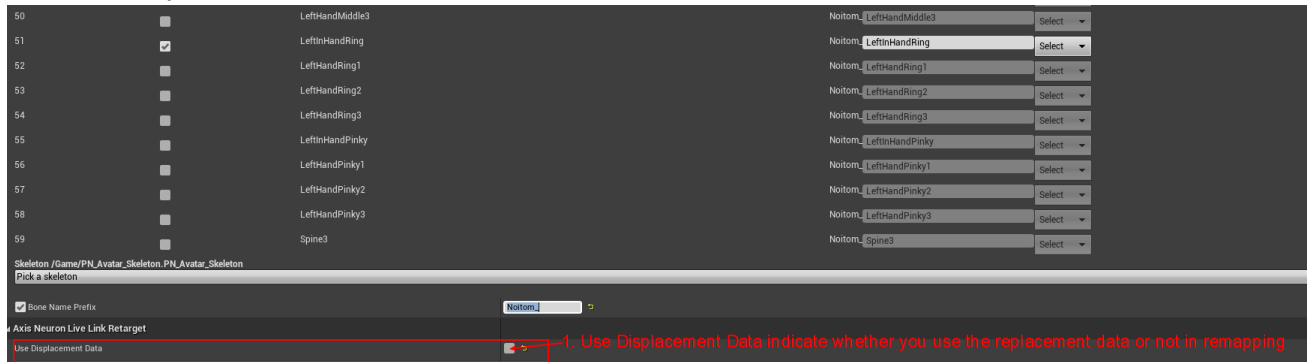 50 LeftHandMiddle3 Noitom_ LeftHandMiddle3 Select
51 LeftInHandRing Noitom_ LeftInHandRing Select
52 LeftHandRing1 Noitom_ LeftHandRing1 Select
53 LeftHandRing2 Noitom_ LeftHandRing2 Select
54 LeftHandRing3 Noitom_ LeftHandRing3 Select
55 LeftInHandPinky Noitom_ LeftInHandPinky Select
56 LeftHandPinky1 Noitom_ LeftHandPinky1 Select
57 LeftHandPinky2 Noitom_ LeftHandPinky2 Select
58 LeftHandPinky3 Noitom_ LeftHandPinky3 Select
59 Spine3 Noitom_ Spine3 Select
Skeleton /Game/PN_Avatar_Skeleton.PN_Avatar_Skeleton
Pick a skeleton
Bone Name Prefix Noitom_
Axis Neuron Live Link Retarget
Use Displacement Data 1. Use Displacement Data indicate whether you use the replacement data or not in remapping